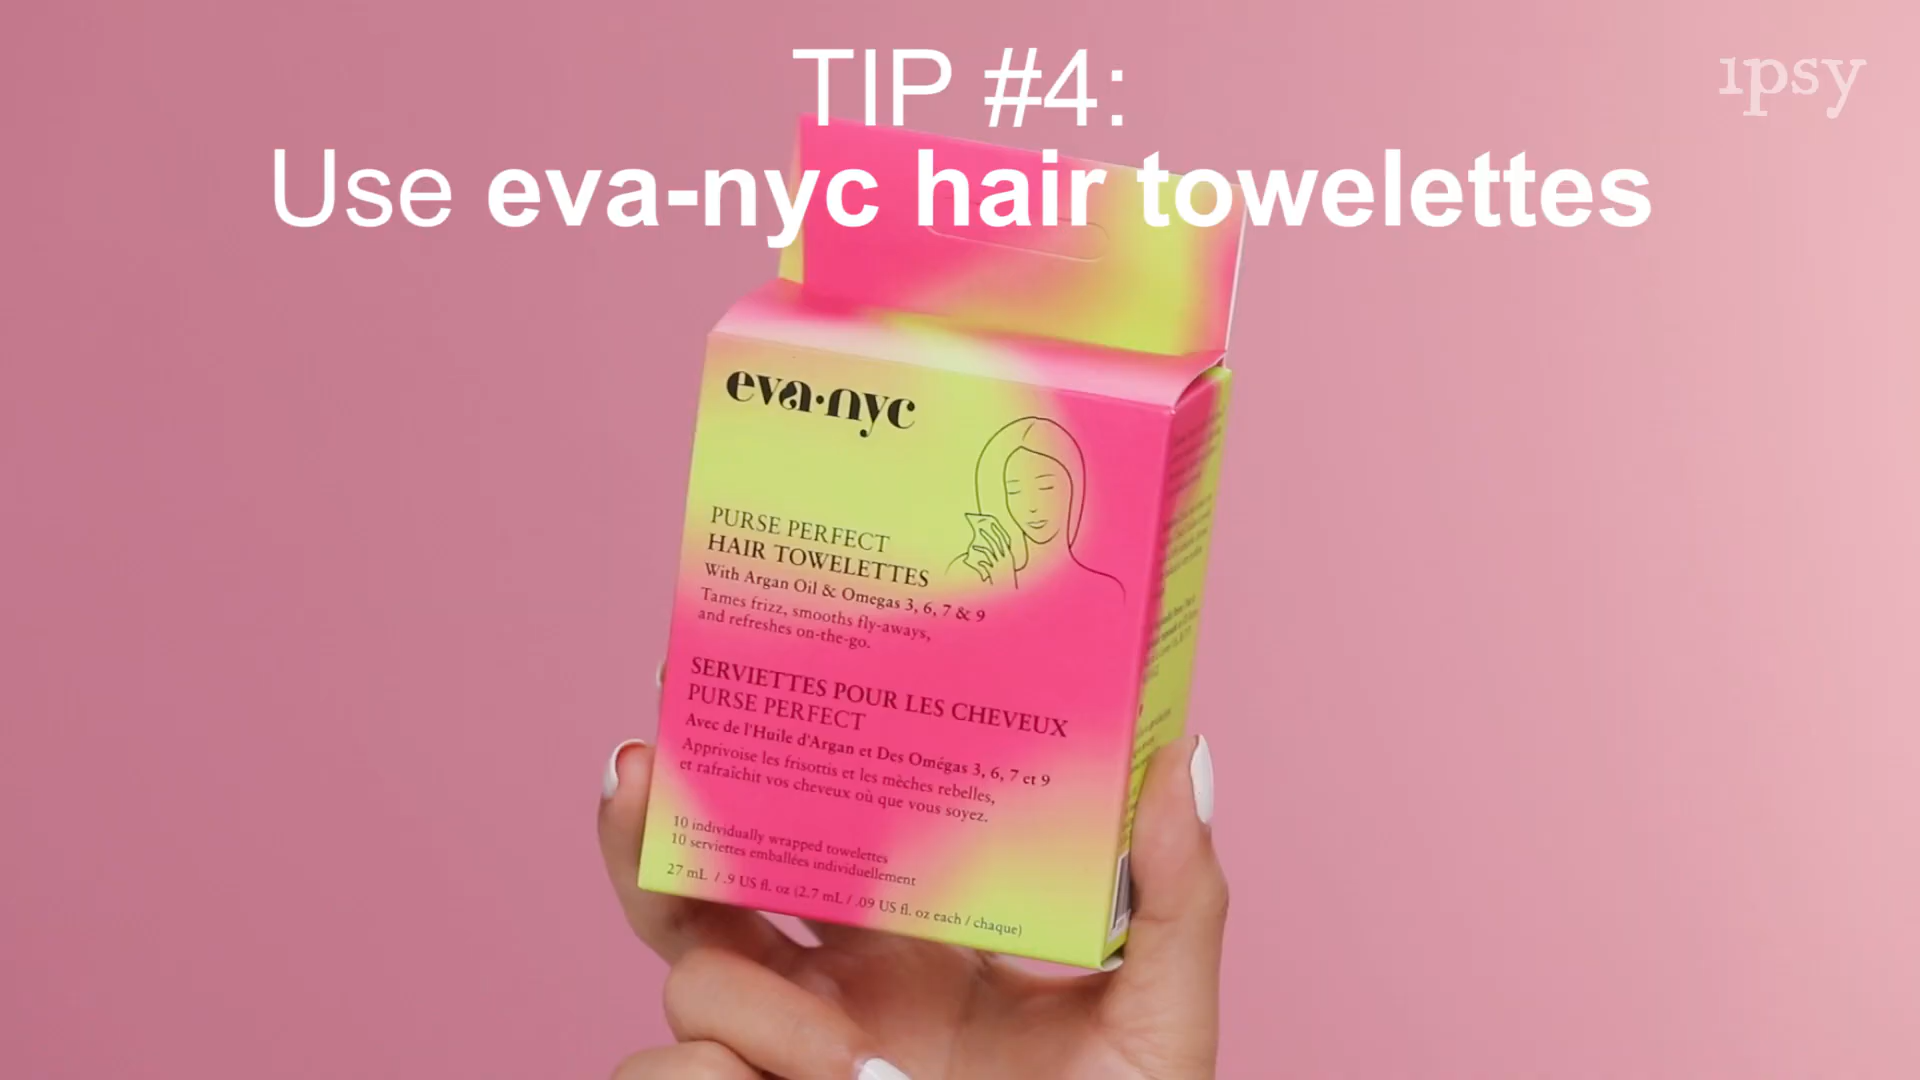 TIP #4:
ipsy
Use eva-nyc hair towelettes
eva·nyc
PURSE PERFECT
HAIR TOWELETTES
With Argan Oil & Omegas 3, 6, 7 & 9
Tames frizz, smooths fly-aways,
and refreshes on-the-go.
SERVIETTES POUR LES CHEVEUX
PURSE PERFECT
Avec de l'Huile d'Argan et Des Omégas 3, 6, 7 et 9
Apprivoise les frisottis et les mèches rebelles,
et rafraîchit vos cheveux où que vous soyez.
10 individually wrapped towelettes
10 serviettes emballées individuellement
27 mL / .9 US fl. oz (2.7 mL / .09 US fl. oz each / chaque)